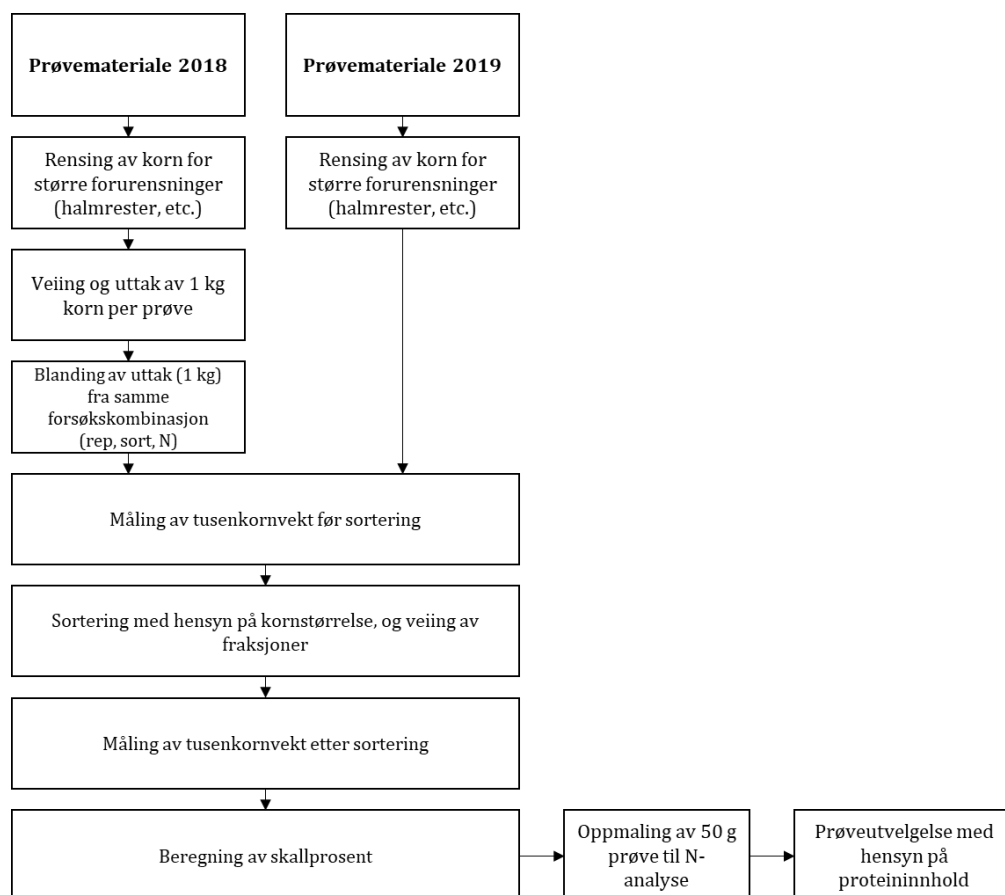 Prøvemateriale 2018
Prøvemateriale 2019
Rensing av korn for
større forurensninger
(halmrester, etc.)
Rensing av korn for
større forurensninger
(halmrester, etc.)
Veiing og uttak av 1 kg
korn per prøve
Blanding av uttak (1 kg)
fra samme
forsøkskombinasjon
(rep, sort, N)
Måling av tusenkornvekt før sortering
Sortering med hensyn på kornstørrelse, og veiing av
fraksjoner
Måling av tusenkornvekt etter sortering
Beregning av skallprosent
Oppmaling av 50 g
prøve til N-
analyse
Prøveutvelgelse med
hensyn på
proteininnhold